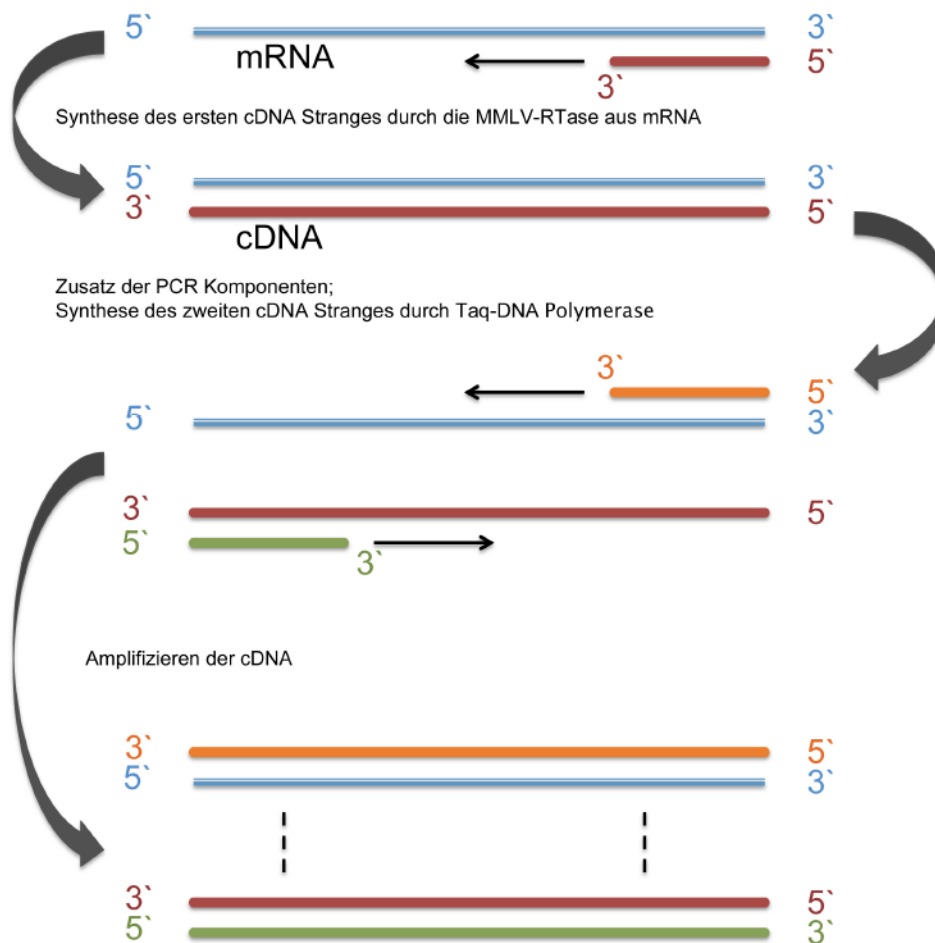 5` 3`
mRNA 5`
3`
Synthese des ersten cDNA Stranges durch die MMLV-RTase aus mRNA
5` 3`
3` 5`
cDNA
Zusatz der PCR Komponenten;
Synthese des zweiten cDNA Stranges durch Taq-DNA Polymerase
3`
5`
5` 3`
3` 5`
5` 3`
Amplifizieren der cDNA
3` 5`
5` 3`
3` 5`
5` 3`